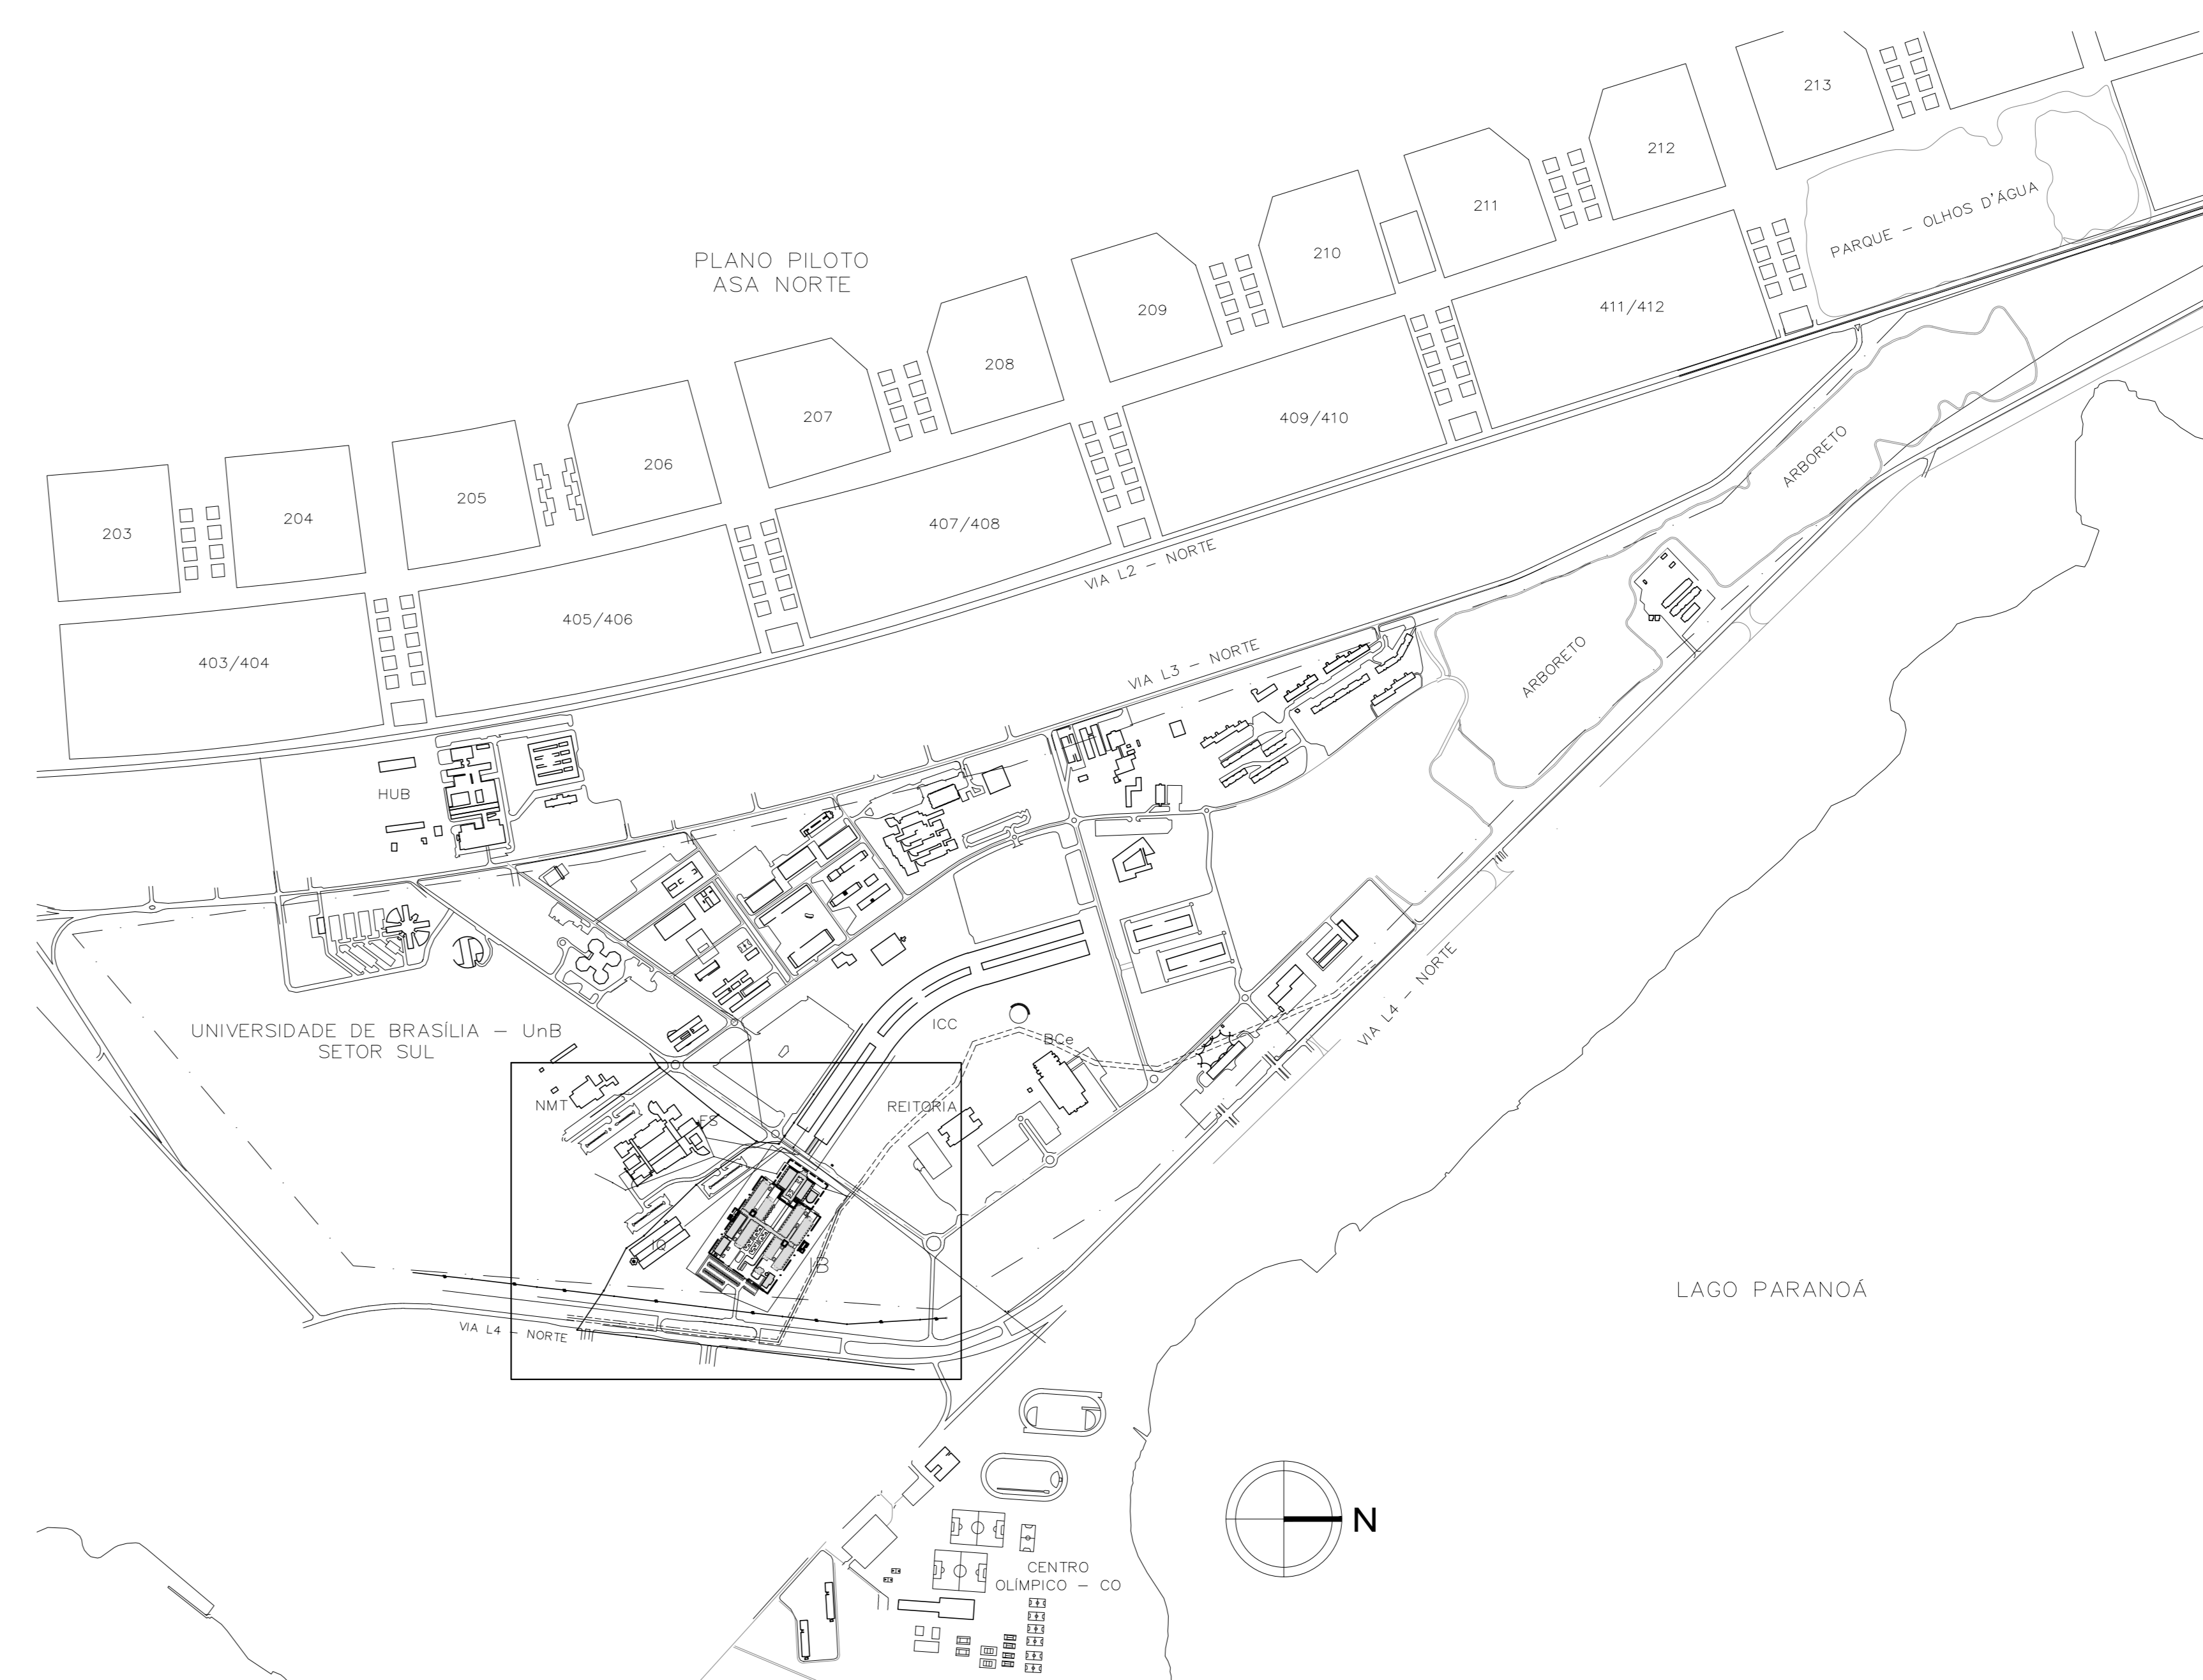 213
212
211
210
209
208
207
206
205
204
203
PARQUE - OLHOS D'ÁGUA
PLANO PILOTO
ASA NORTE
411/412
409/410
407/408
405/406
403/404
VIA L2 - NORTE
VIA L3 - NORTE
ARBORETO
ARBORETO
HUB
UNIVERSIDADE DE BRASÍLIA - UnB
SETOR SUL
ICC
BCe
VIA L4 - NORTE
NMT
FS
REITORIA
IQ
IB
VIA L4 - NORTE
LAGO PARANOÁ
N
CENTRO
OLÍMPICO - CO